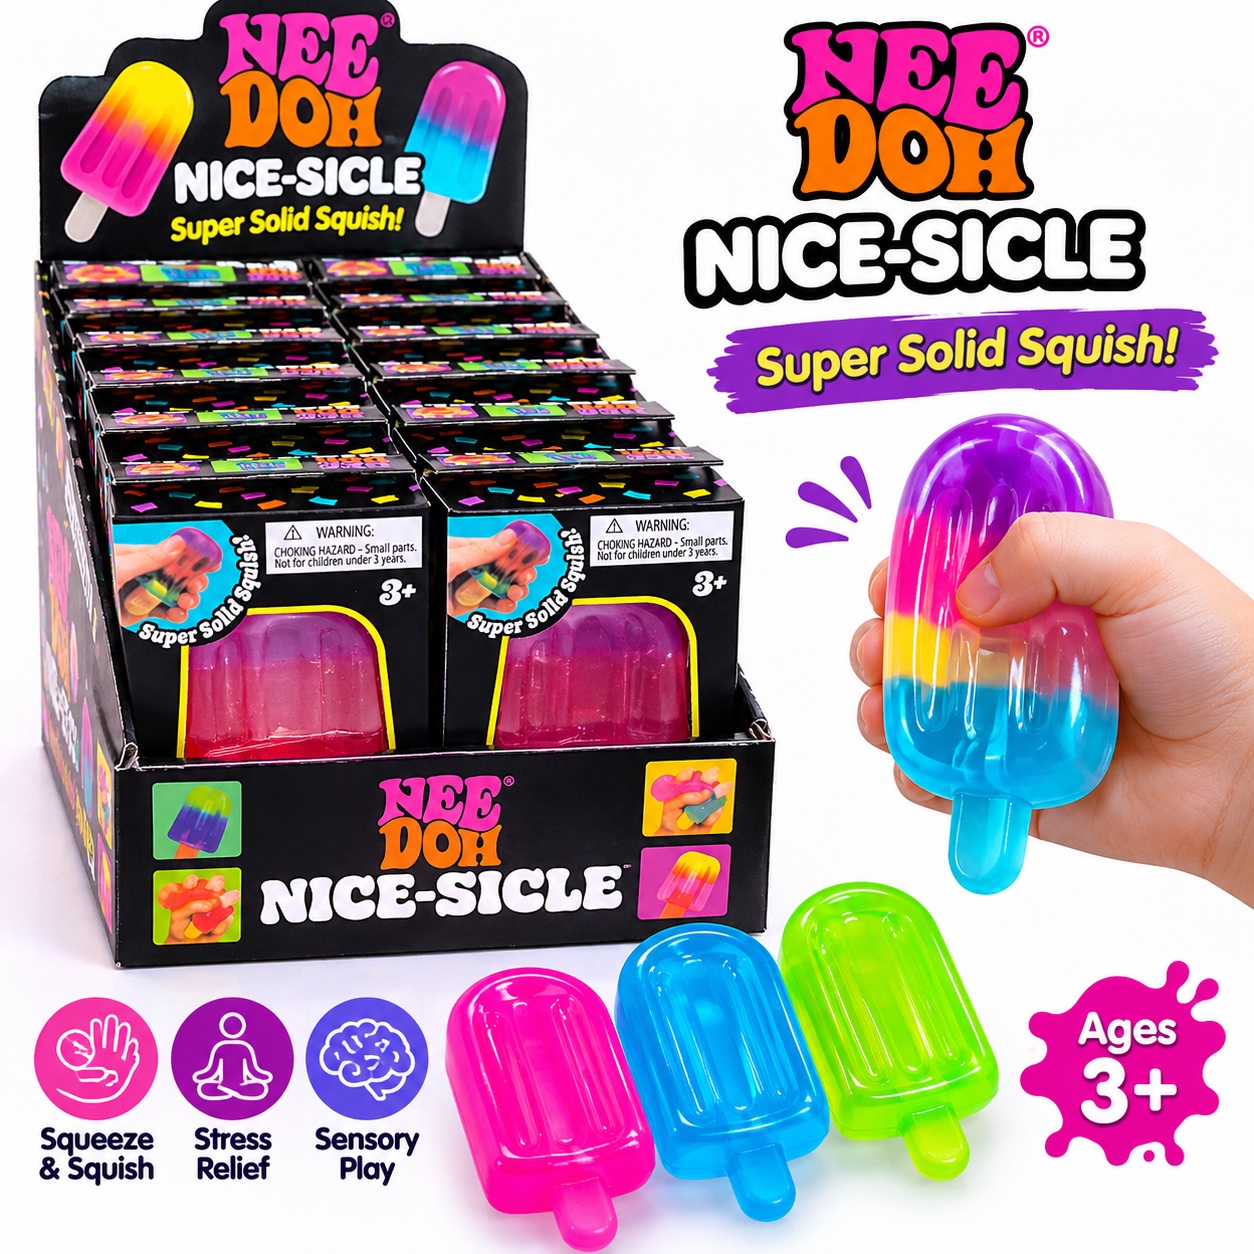 NEE®
DOH
NICE-SICLE
Super Solid Squish!
NEE®
DOH
NICE-SICLE
Super Solid Squish!
WARNING:
CHOKING HAZARD – Small parts.
Not for children under 3 years.
3+
Super Solid Squish!
WARNING:
CHOKING HAZARD – Small parts.
Not for children under 3 years.
3+
Super Solid Squish!
NEE®
DOH
NICE-SICLE™
Squeeze
& Squish
Stress
Relief
Sensory
Play
Ages
3+